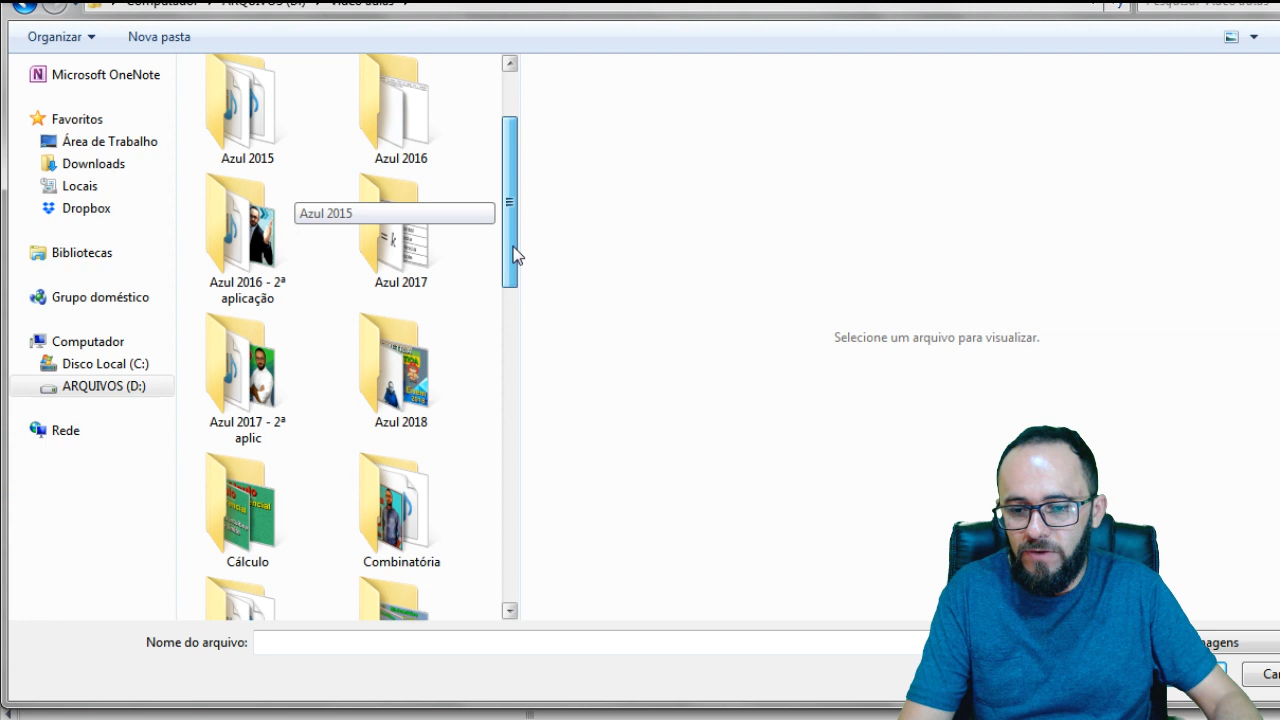 Computador
ARQUIVOS (D:)
Organizar
Nova pasta
Microsoft OneNote
Favoritos
Área de Trabalho
Downloads
Locais
Dropbox
Bibliotecas
Grupo doméstico
Computador
Disco Local (C:)
ARQUIVOS (D:)
Rede
Azul 2015
Azul 2016
Azul 2015
= k
Azul 2016 - 2ª
aplicação
Azul 2017
Azul 2017 - 2ª
aplic
Azul 2018
Cálculo
Combinatória
Selecione um arquivo para visualizar.
Nome do arquivo: